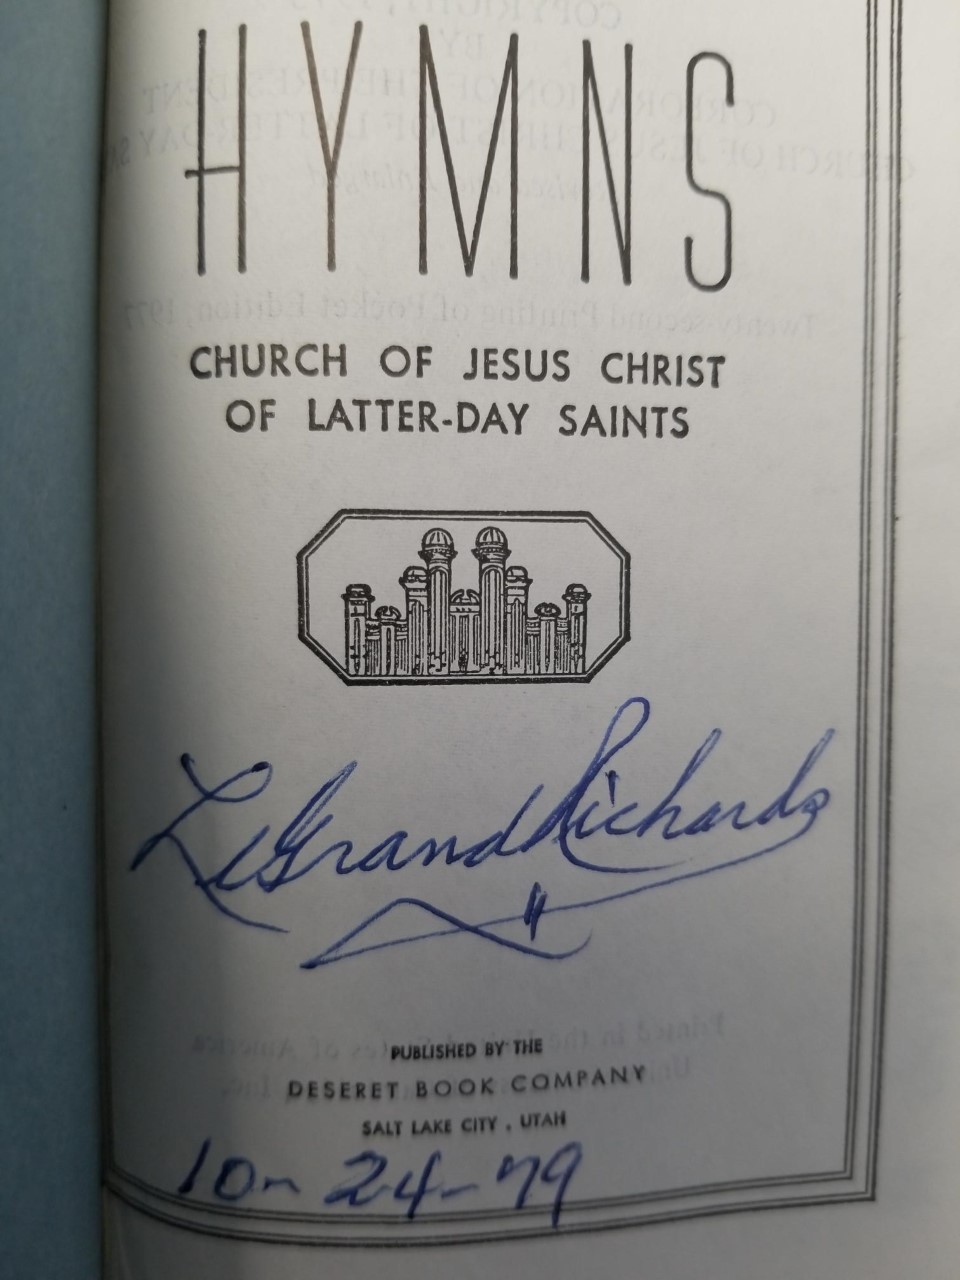 HYMNS
CHURCH OF JESUS CHRIST
OF LATTER-DAY SAINTS
LeGrand Richards
PUBLISHED BY THE
DESERET BOOK COMPANY
SALT LAKE CITY . UTAH
10-24-79